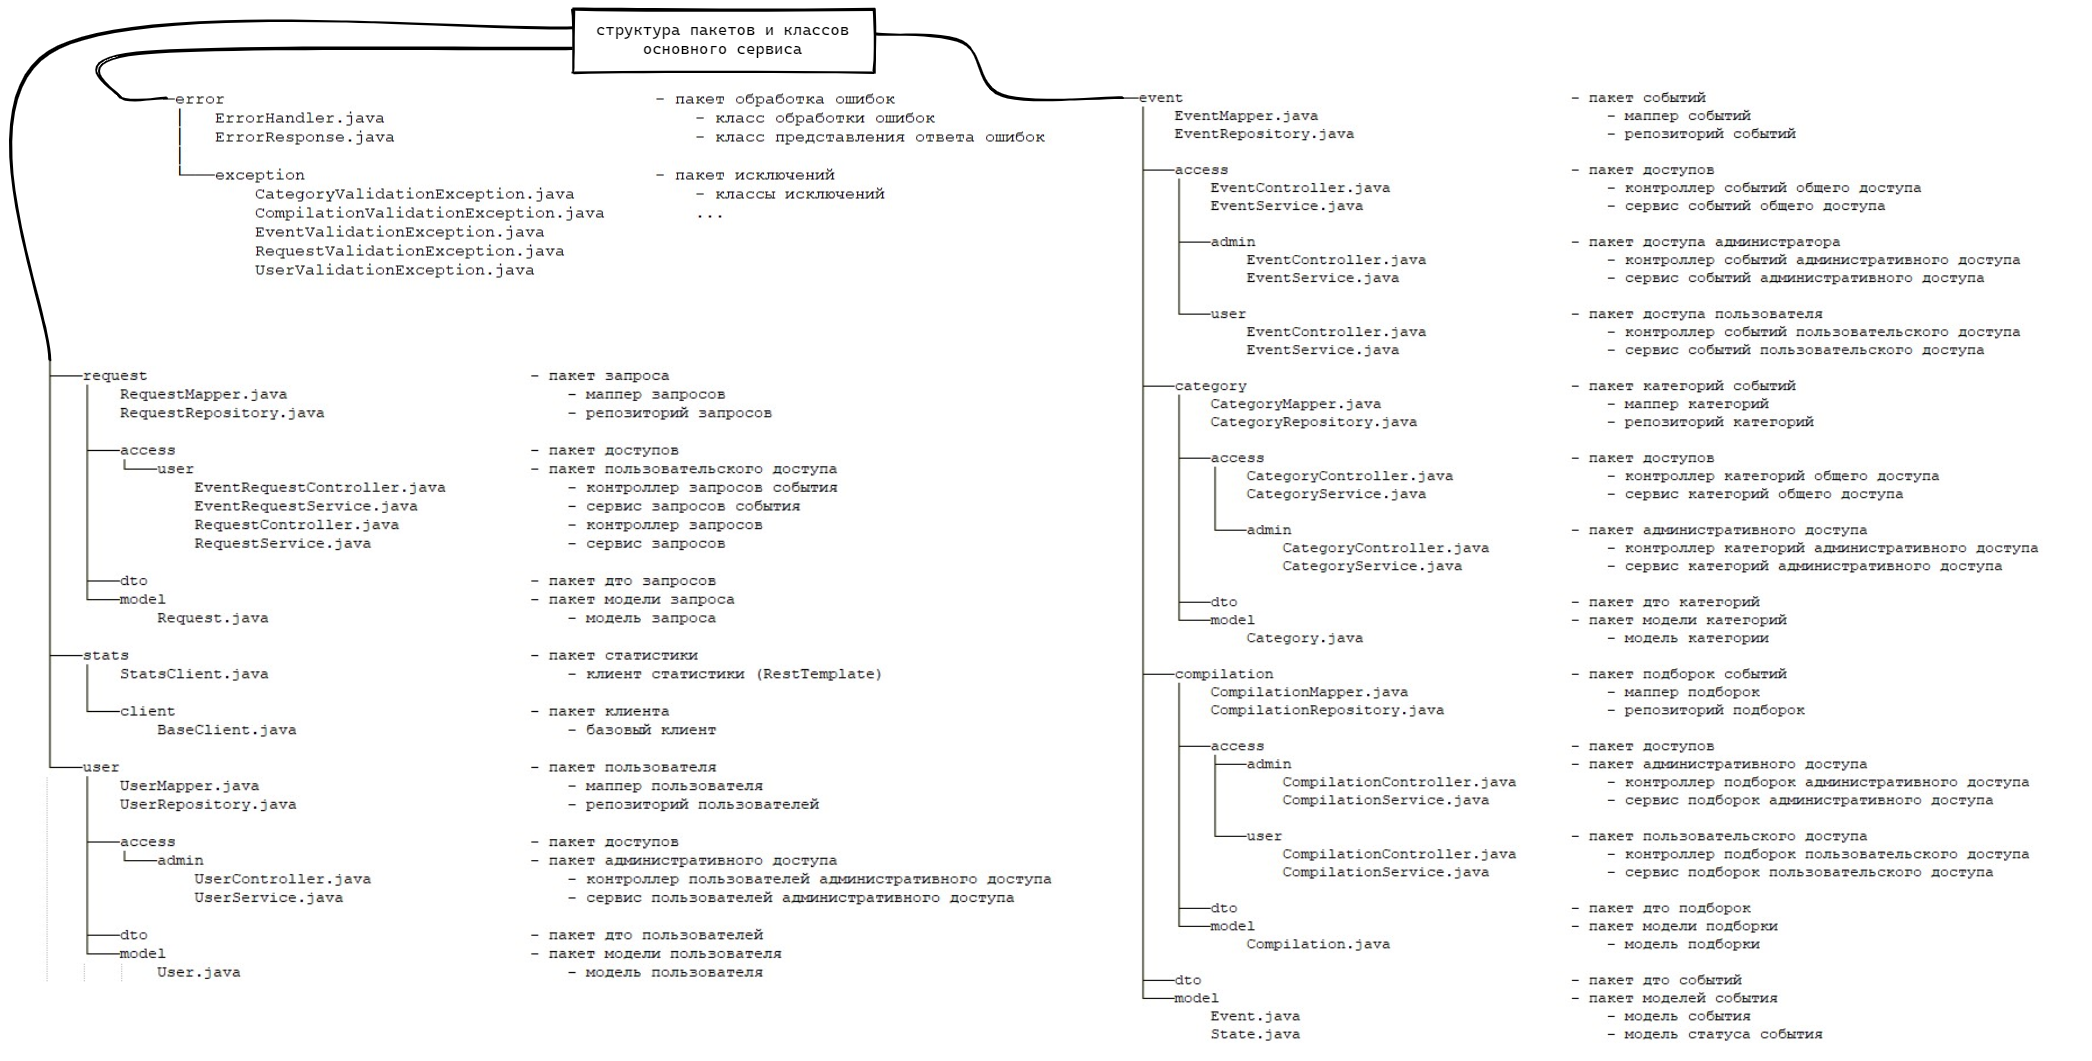 структура пакетов и классов
основного сервиса
error - пакет обработка ошибок
ErrorHandler.java - класс обработки ошибок
ErrorResponse.java - класс представления ответа ошибок
exception - пакет исключений
CategoryValidationException.java - классы исключений
CompilationValidationException.java ...
EventValidationException.java
RequestValidationException.java
UserValidationException.java
request - пакет запроса
RequestMapper.java - маппер запросов
RequestRepository.java - репозиторий запросов
access - пакет доступов
user - пакет пользовательского доступа
EventRequestController.java - контроллер запросов события
EventRequestService.java - сервис запросов события
RequestController.java - контроллер запросов
RequestService.java - сервис запросов
dto - пакет дто запросов
model - пакет модели запроса
Request.java - модель запроса
stats - пакет статистики
StatsClient.java - клиент статистики (RestTemplate)
client - пакет клиента
BaseClient.java - базовый клиент
user - пакет пользователя
UserMapper.java - маппер пользователя
UserRepository.java - репозиторий пользователей
access - пакет доступов
admin - пакет административного доступа
UserController.java - контроллер пользователей административного доступа
UserService.java - сервис пользователей административного доступа
dto - пакет дто пользователей
model - пакет модели пользователя
User.java - модель пользователя
event - пакет событий
EventMapper.java - маппер событий
EventRepository.java - репозиторий событий
access - пакет доступов
EventController.java - контроллер событий общего доступа
EventService.java - сервис событий общего доступа
admin - пакет доступа администратора
EventController.java - контроллер событий административного доступа
EventService.java - сервис событий административного доступа
user - пакет доступа пользователя
EventController.java - контроллер событий пользовательского доступа
EventService.java - сервис событий пользовательского доступа
category - пакет категорий событий
CategoryMapper.java - маппер категорий
CategoryRepository.java - репозиторий категорий
access - пакет доступов
CategoryController.java - контроллер категорий общего доступа
CategoryService.java - сервис категорий общего доступа
admin - пакет административного доступа
CategoryController.java - контроллер категорий административного доступа
CategoryService.java - сервис категорий административного доступа
dto - пакет дто категорий
model - пакет модели категорий
Category.java - модель категории
compilation - пакет подборок событий
CompilationMapper.java - маппер подборок
CompilationRepository.java - репозиторий подборок
access - пакет доступов
admin - пакет административного доступа
CompilationController.java - контроллер подборок административного доступа
CompilationService.java - сервис подборок административного доступа
user - пакет пользовательского доступа
CompilationController.java - контроллер подборок пользовательского доступа
CompilationService.java - сервис подборок пользовательского доступа
dto - пакет дто подборок
model - пакет модели подборки
Compilation.java - модель подборки
dto - пакет дто событий
model - пакет моделей события
Event.java - модель события
State.java - модель статуса события